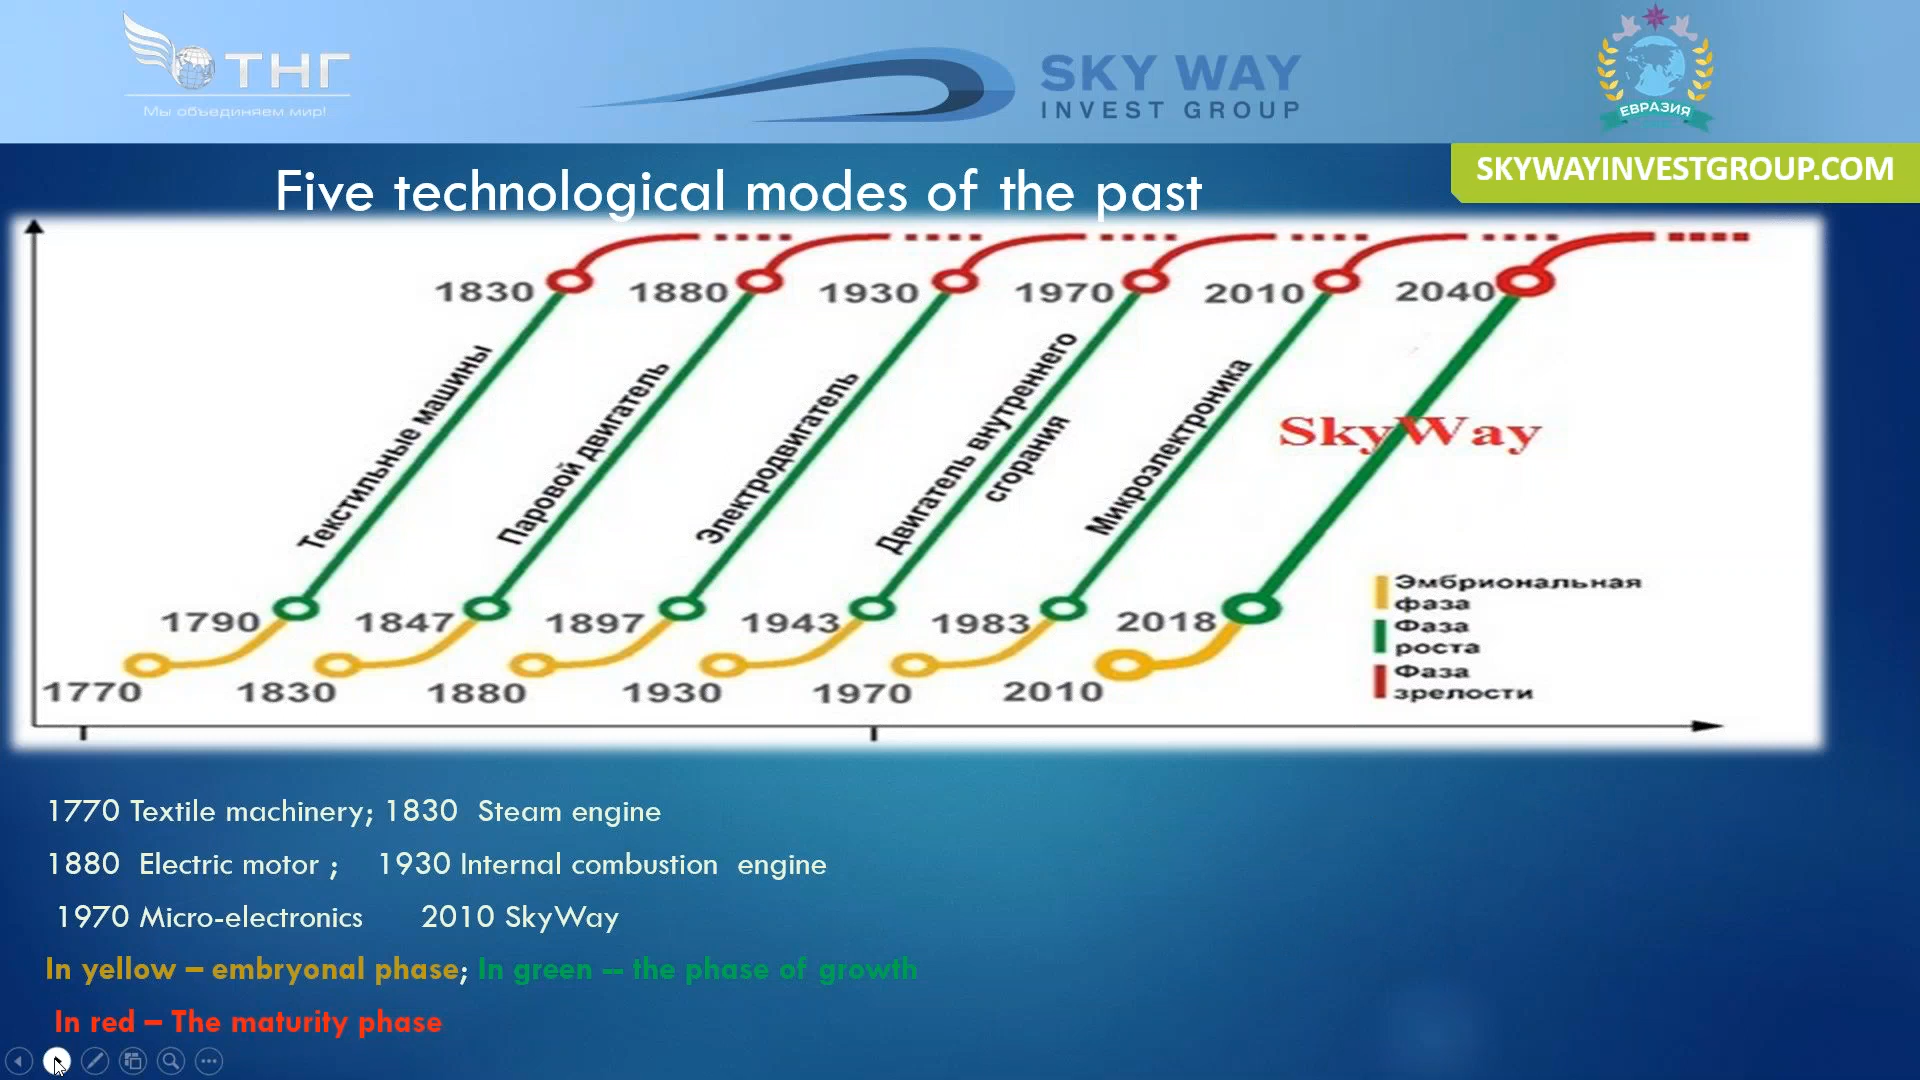 ТНГ
Мы объединяем мир!
SKY WAY
INVEST GROUP
ЕВРАЗИЯ
SKYWAYINVESTGROUP.COM
Five technological modes of the past
1830 1880 1930 1970 2010 2040
Текстильные машины
Паровой двигатель
Электродвигатель
Двигатель внутреннего
сгорания
Микроэлектроника
SkyWay
1790 1847 1897 1943 1983 2018
1770 1830 1880 1930 1970 2010
Эмбриональная
фаза
Фаза
роста
Фаза
зрелости
1770 Textile machinery; 1830 Steam engine
1880 Electric motor ; 1930 Internal combustion engine
1970 Micro-electronics 2010 SkyWay
In yellow – embryonal phase; In green – the phase of growth
In red – The maturity phase